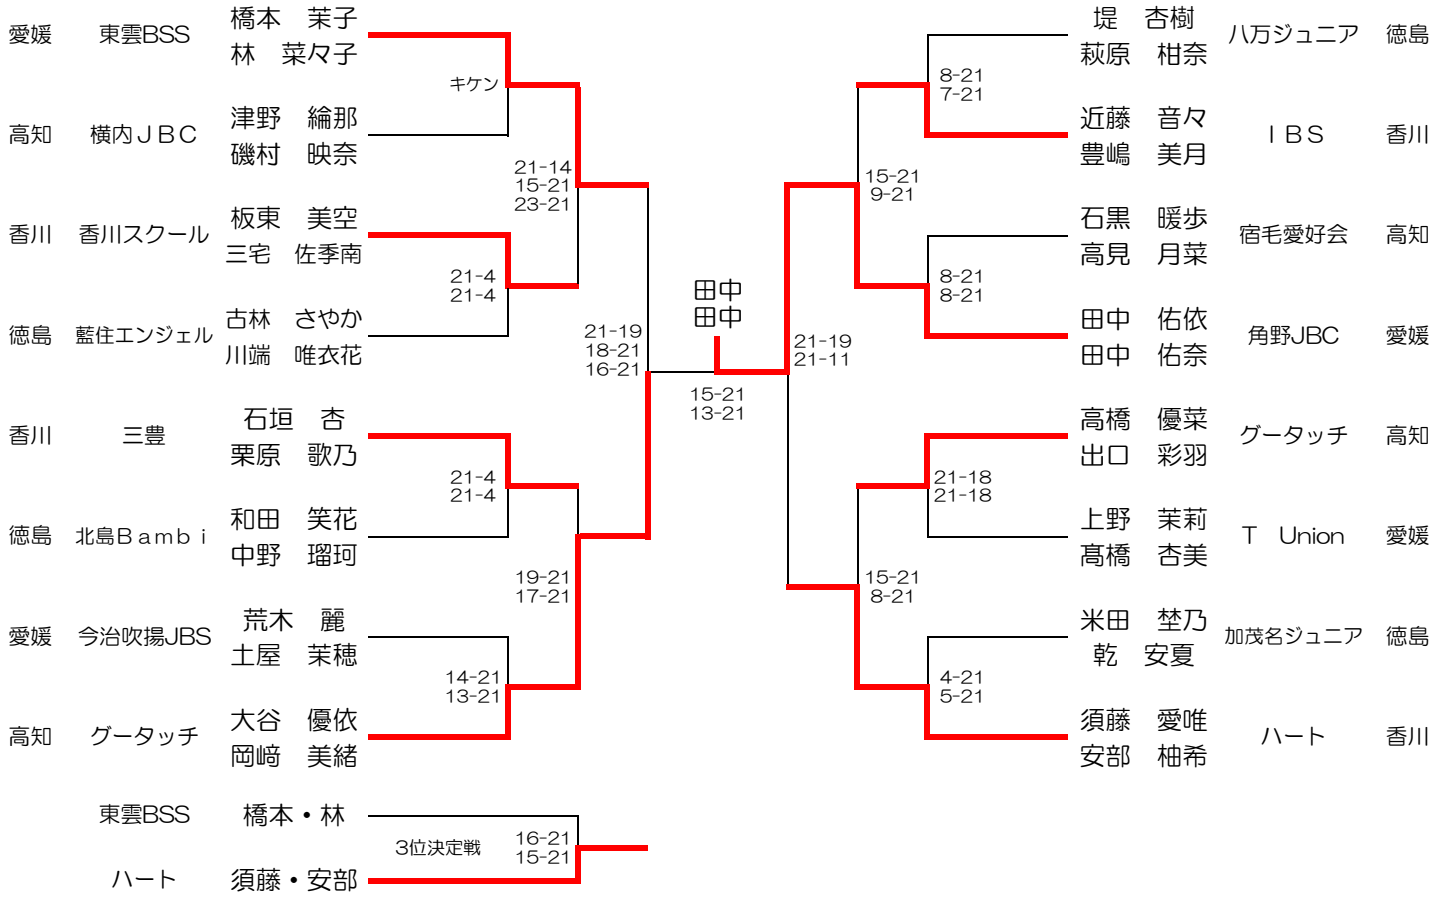 愛媛 東雲BSS 橋本 茉子
林 菜々子
キケン
高知 横内JBC 津野 綸那
磯村 映奈
21-14
15-21
23-21
香川 香川スクール 板東 美空
三宅 佐季南
21-4
21-4
徳島 藍住エンジェル 古林 さやか
川端 唯衣花
21-19
18-21
16-21
香川 三豊 石垣 杏
栗原 歌乃
21-4
21-4
徳島 北島Bambi 和田 笑花
中野 瑠珂
19-21
17-21
愛媛 今治吹揚JBS 荒木 麗
土屋 茉穂
14-21
13-21
高知 グータッチ 大谷 優依
岡﨑 美緒
田中
田中
15-21
13-21
堤 杏樹 八万ジュニア 徳島
萩原 柑奈
8-21
7-21
近藤 音々 IBS 香川
豊嶋 美月
15-21
9-21
石黒 暖歩 宿毛愛好会 高知
高見 月菜
8-21
8-21
田中 佑依 角野JBC 愛媛
田中 佑奈
21-19
21-11
高橋 優菜 グータッチ 高知
出口 彩羽
21-18
21-18
上野 茉莉 T Union 愛媛
髙橋 杏美
15-21
8-21
米田 埜乃 加茂名ジュニア 徳島
乾 安夏
4-21
5-21
須藤 愛唯 ハート 香川
安部 柚希
東雲BSS 橋本・林
3位決定戦
16-21
15-21
ハート 須藤・安部